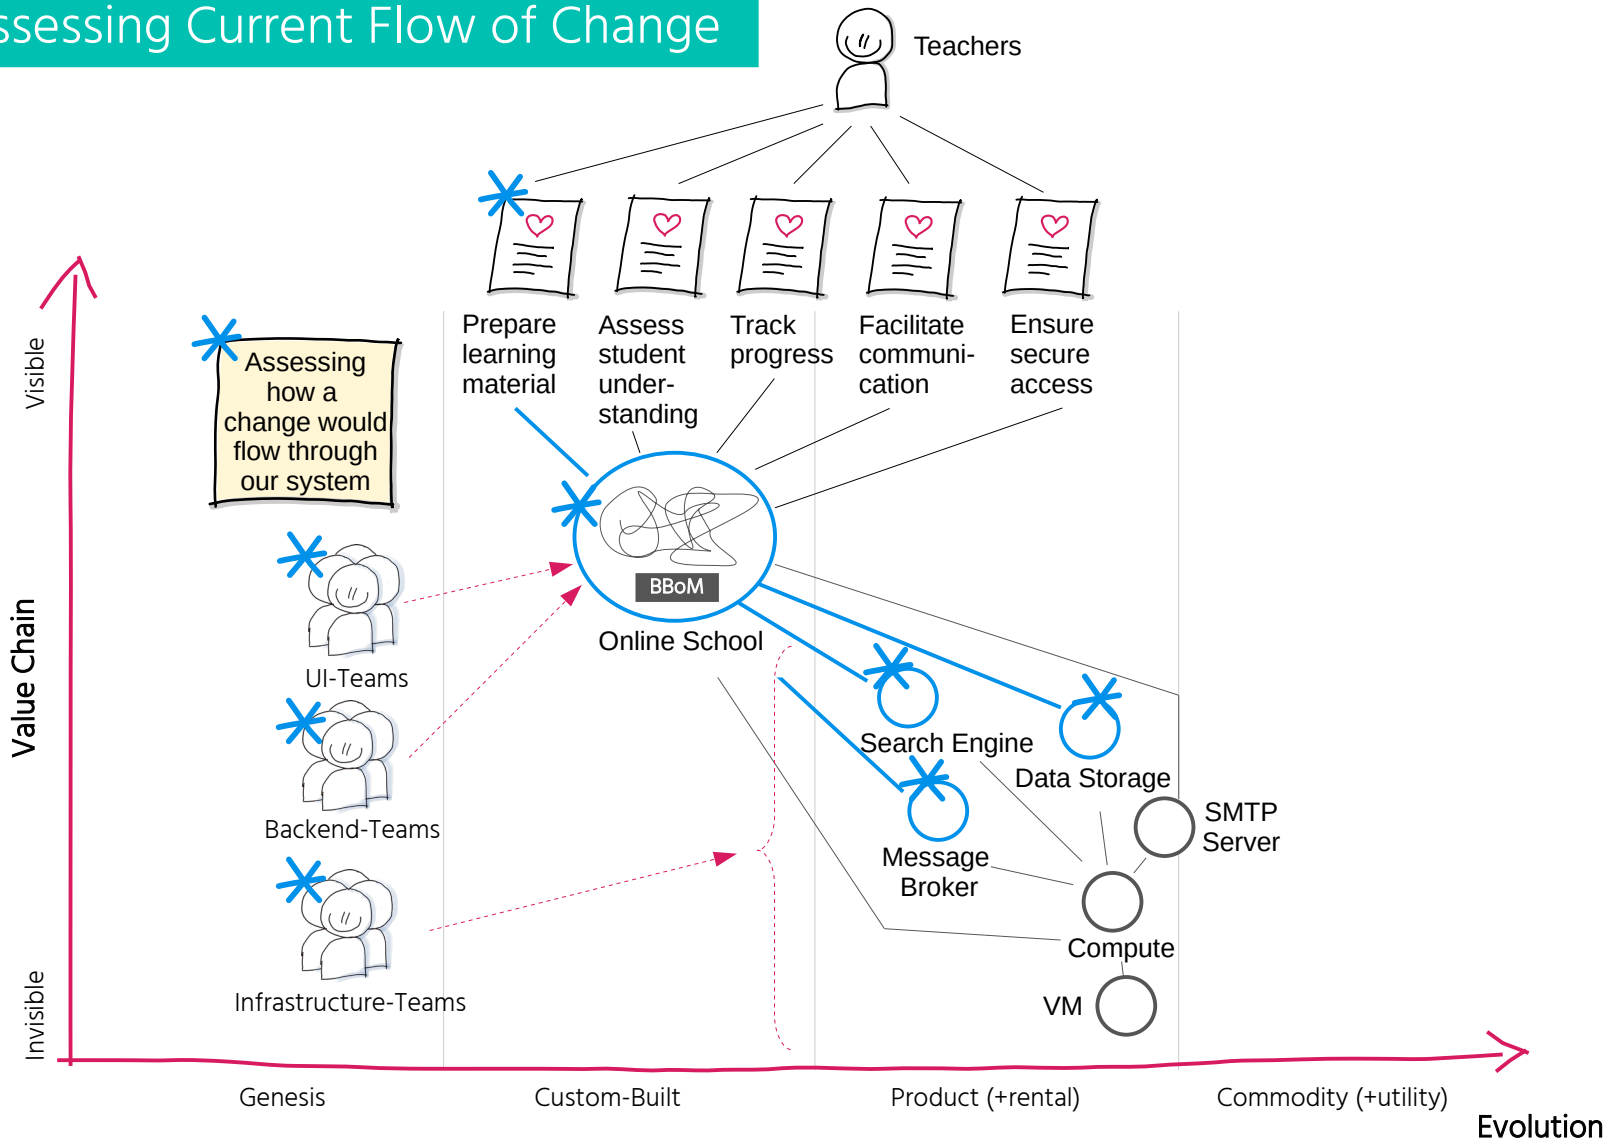 ssessing Current Flow of Change
Teachers
Prepare
learning
material
Assess
student
under-
standing
Track
progress
Facilitate
communi-
cation
Ensure
secure
access
Visible
Assessing
how a
change would
flow through
our system
BBoM
Online School
UI-Teams
Value Chain
Search Engine
Data Storage
SMTP
Server
Backend-Teams
Message
Broker
Compute
Infrastructure-Teams
VM
Invisible
Genesis
Custom-Built
Product (+rental)
Commodity (+utility)
Evolution